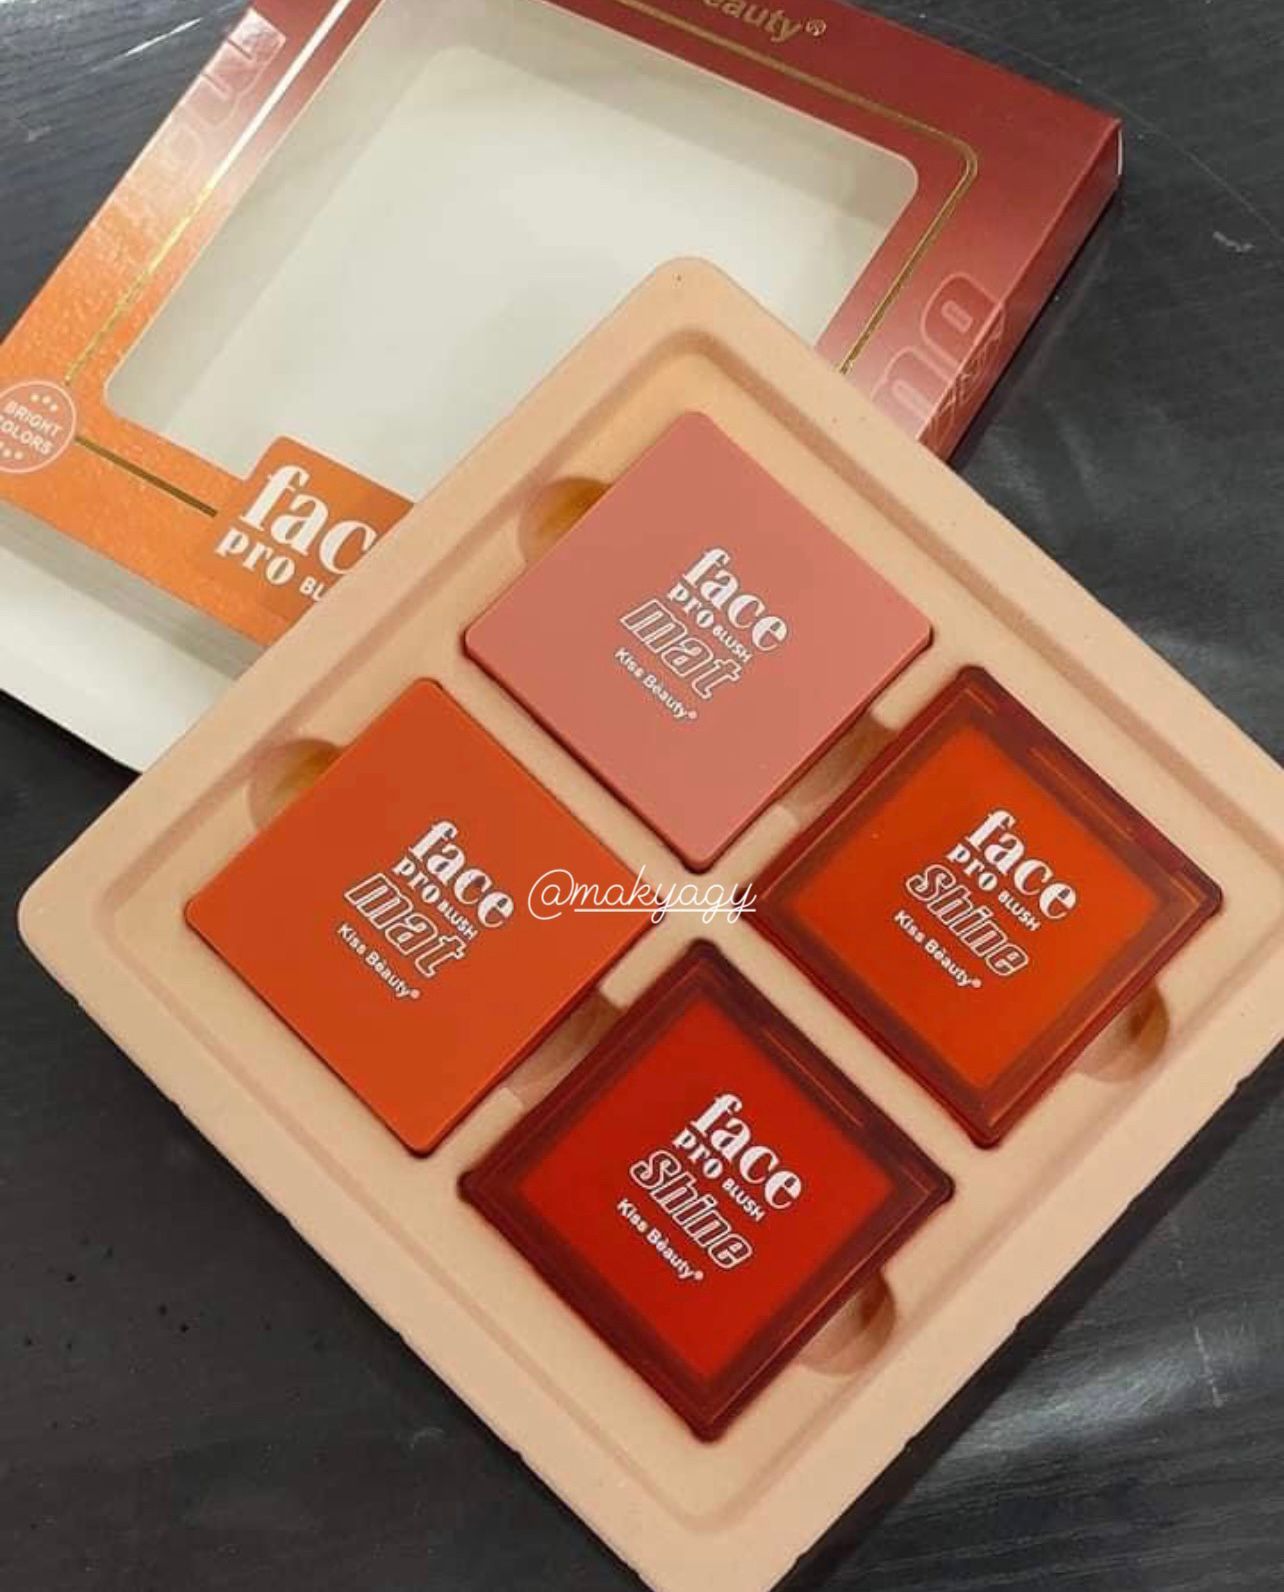 Beauty®
BRIGHT
COLORS
face
pro BLUSH
mat
Kiss Beauty®
face
pro BLUSH
mat
Kiss Beauty®
@makyagy
face
pro BLUSH
shine
Kiss Beauty®
face
pro BLUSH
shine
Kiss Beauty®
face
pro